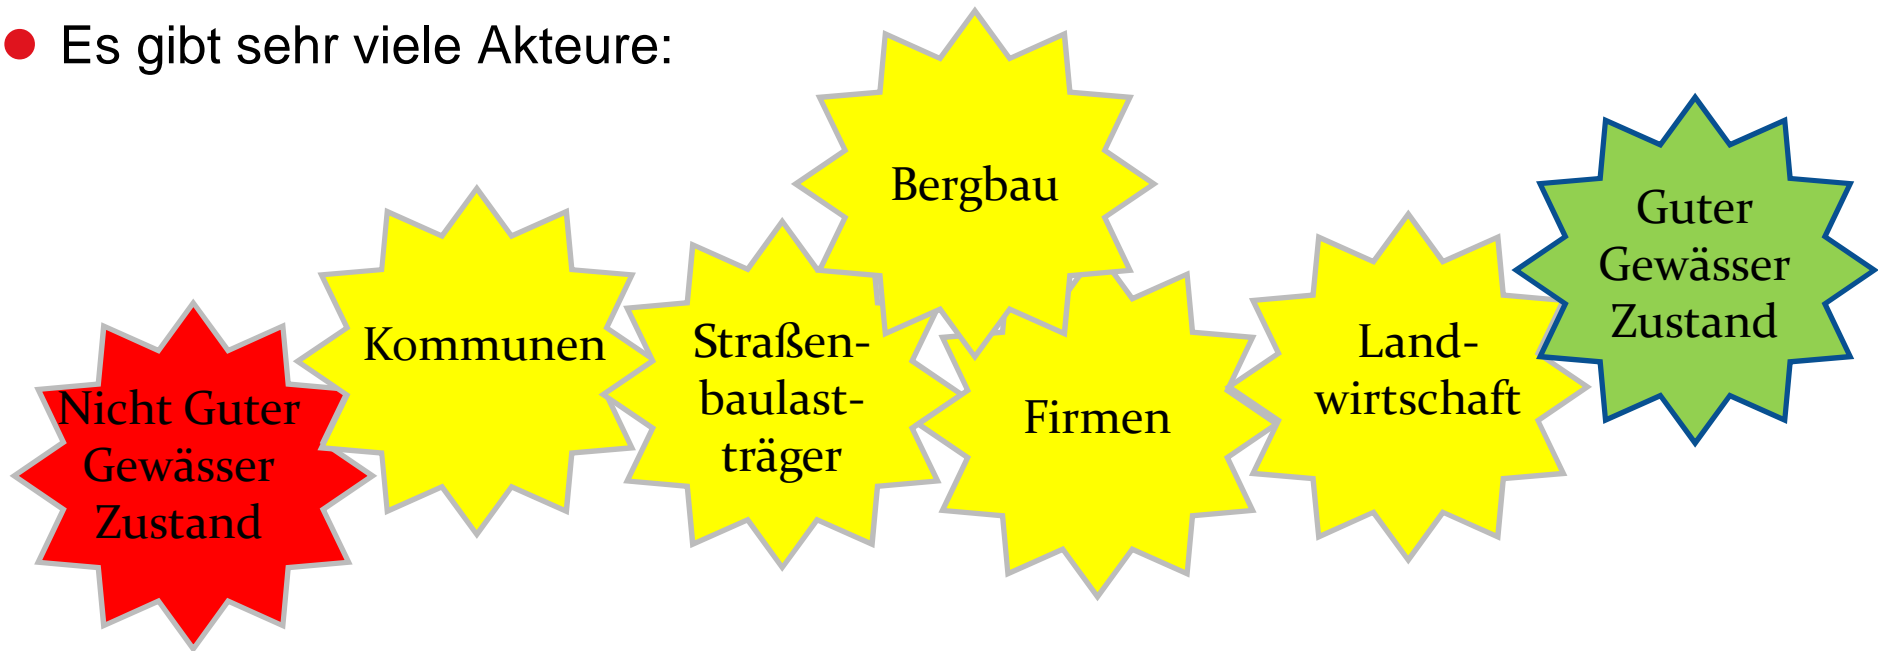 Es gibt sehr viele Akteure:
Nicht Guter
Gewässer
Zustand
Kommunen
Straßen-
baulast-
träger
Bergbau
Firmen
Land-
wirtschaft
Guter
Gewässer
Zustand